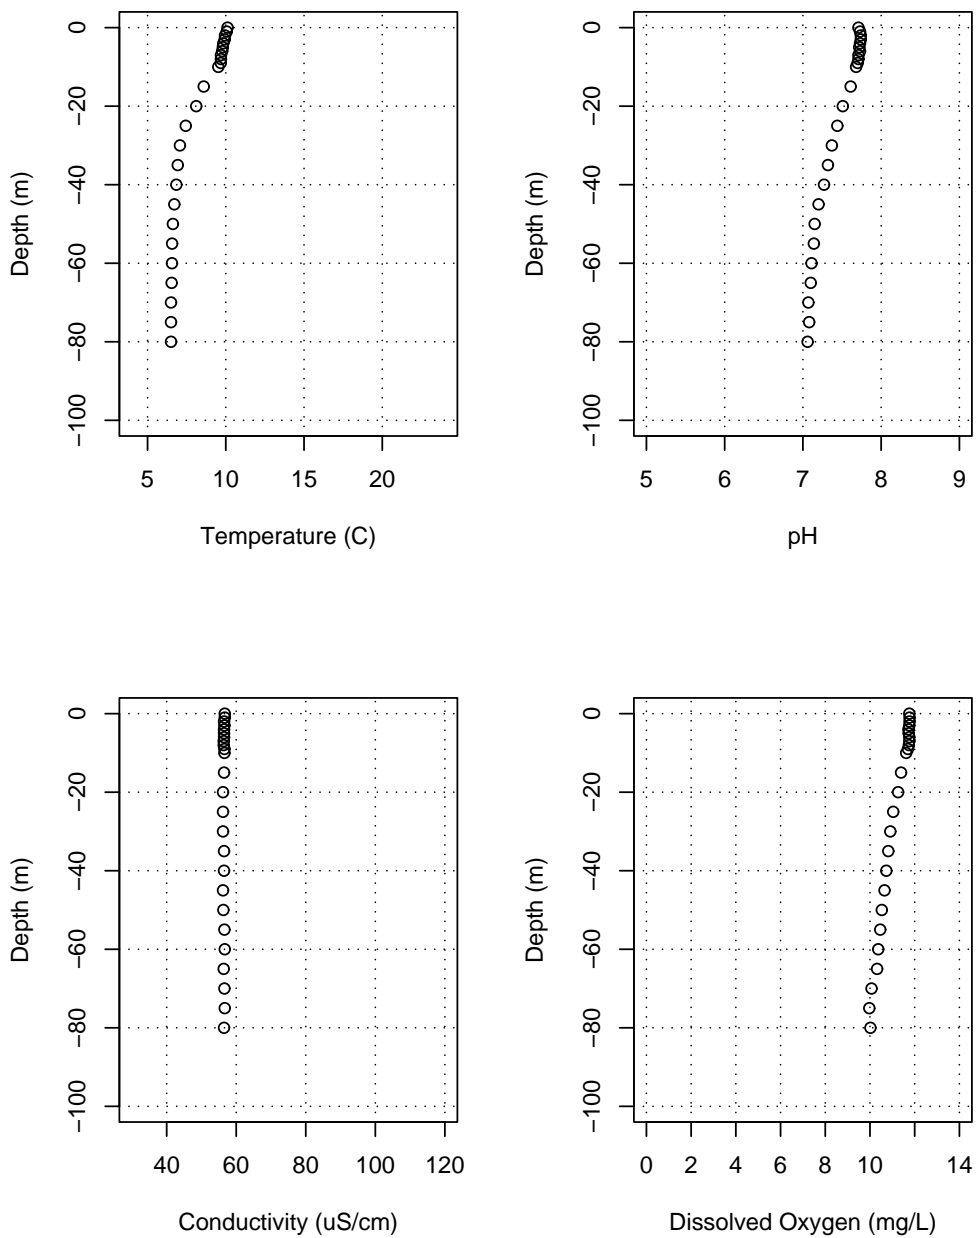 0
−20
−40
−60
−80
−100
Depth (m)
5 10 15 20
Temperature (C)
0
−20
−40
−60
−80
−100
Depth (m)
5 6 7 8 9
pH
0
−20
−40
−60
−80
−100
Depth (m)
40 60 80 100 120
Conductivity (uS/cm)
0
−20
−40
−60
−80
−100
Depth (m)
0 2 4 6 8 10 14
Dissolved Oxygen (mg/L)